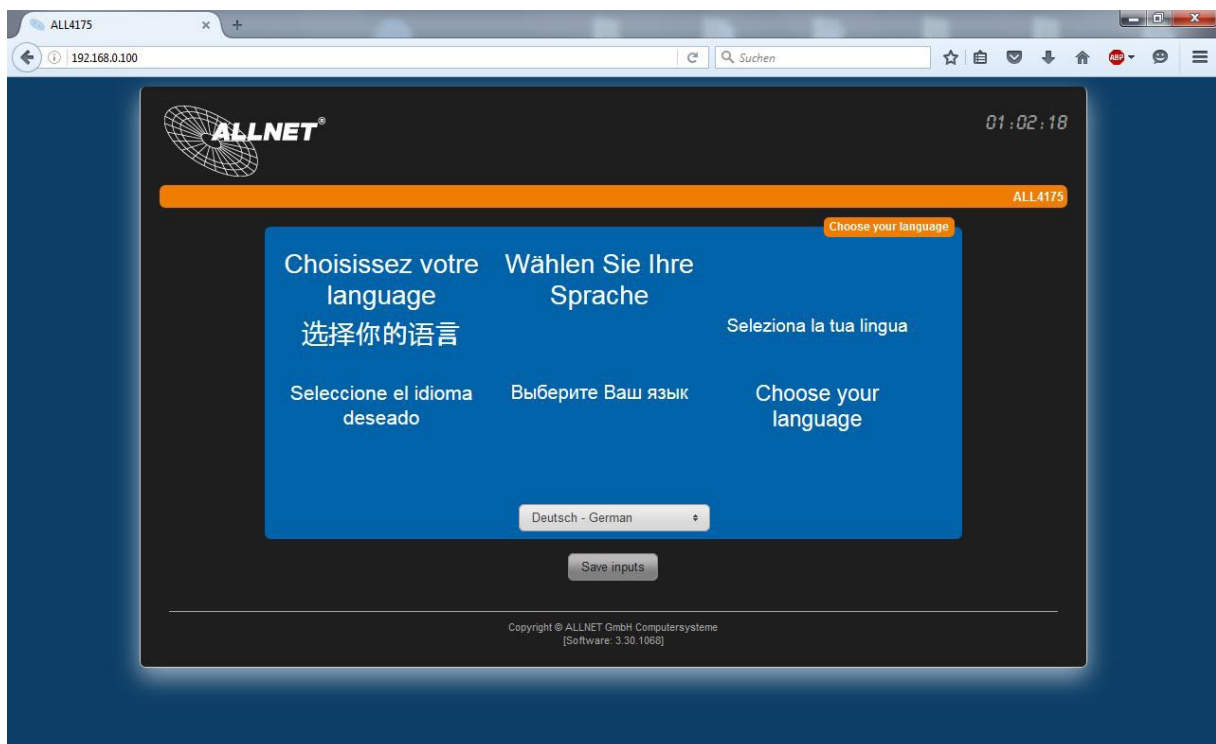 ALL4175
192.168.0.100
Suchen
ABP
ALLNET®
01:02:18
ALL4175
Choose your language
Choisissez votre
language
选择你的语言
Wählen Sie Ihre
Sprache
Seleziona la tua lingua
Seleccione el idioma
deseado
Выберите Ваш язык
Choose your
language
Deutsch - German
Save inputs
Copyright © ALLNET GmbH Computersysteme
[Software: 3.30.1068]